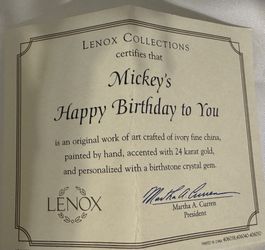 LENOX COLLECTIONS
certifies that
Mickey's
Happy Birthday to You
is an original work of art crafted of ivory fine china,
painted by hand, accented with 24 karat gold,
and personalized with a birthstone crystal gem.
LENOX
Martha A. Curren
Martha A. Curren
President